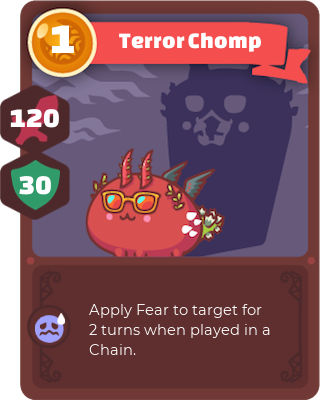 1
Terror Chomp
120
30
Apply Fear to target for
2 turns when played in a
Chain.